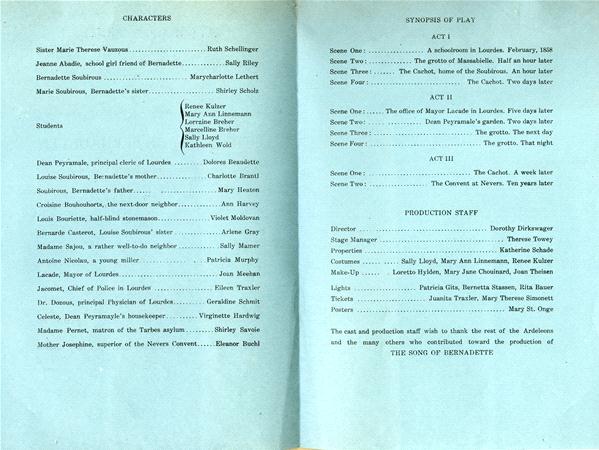 CHARACTERS
Sister Marie Therese Vauzous .................. Ruth Schellinger
Jeanne Abadie, school girl friend of Bernadette........Sally Riley
Bernadette Soubirous .................. Marycharlotte Lethert
Marie Soubirous, Bernadette's sister .................. Shirley Scholz
Students
Renee Kulzer
Mary Ann Linnemann
Lorraine Breher
Marcelline Breher
Sally Lloyd
Kathleen Wold
Dean Peyramale, principal cleric of Lourdes ........ Dolores Beaudette
Louise Soubirous, Bernadette's mother.............. Charlotte Brantl
Soubirous, Bernadette's father...... .................. Mary Heaton
Croisine Bouhouhorts, the next-door neighbor............ Ann Harvey
Louis Bouriette, half-blind stonemason............ Violet Moldovan
Bernarde Casterot, Louise Soubirous' sister ............ Arlene Gray
Madame Sajou, a rather well-to-do neighbor ............ Sally Mamer
Antoine Nicolau, a young miller ............ Patricia Murphy
Lacade, Mayor of Lourdes.................. Joan Meehan
Jacomet, Chief of Police in Lourdes .................. Eileen Traxler
Dr. Dozous, principal Physician of Lourdes............ Geraldine Schmit
Celeste, Dean Peyramayle's housekeeper........ Virginette Hardwig
Madame Pernet, matron of the Tarbes asylum ........ Shirley Savoie
Mother Josephine, superior of the Nevers Convent...... Eleanor Buchl
SYNOPSIS OF PLAY
ACT I
Scene One: .............. A schoolroom in Lourdes. February, 1858
Scene Two: ............ The grotto of Massabielle. Half an hour later
Scene Three: ...... The Cachot, home of the Soubirous. An hour later
Scene Four: .................. The Cachot. Two days later
ACT II
Scene One: ...... The office of Mayor Lacade in Lourdes. Five days later
Scene Two: .............. Dean Peyramale's garden. Two days later
Scene Three: .................. The grotto. The next day
Scene Four: .................. The grotto. That night
ACT III
Scene One: .................. The Cachot. A week later
Scene Two: .............. The Convent at Nevers. Ten years later
PRODUCTION STAFF
Director .................. Dorothy Dirkswager
Stage Manager .................. Therese Towey
Properties .................. Katherine Schade
Costumes ...... Sally Lloyd, Mary Ann Linnemann, Renee Kulzer
Make-Up ...... Loretto Hylden, Mary Jane Chouinard, Joan Theisen
Lights .............. Patricia Gits, Bernetta Stassen, Rita Bauer
Tickets .............. Juanita Traxler, Mary Therese Simonett
Posters .................. Mary St. Onge
The cast and production staff wish to thank the rest of the Ardeleons
and the many others who contributed toward the production of
THE SONG OF BERNADETTE